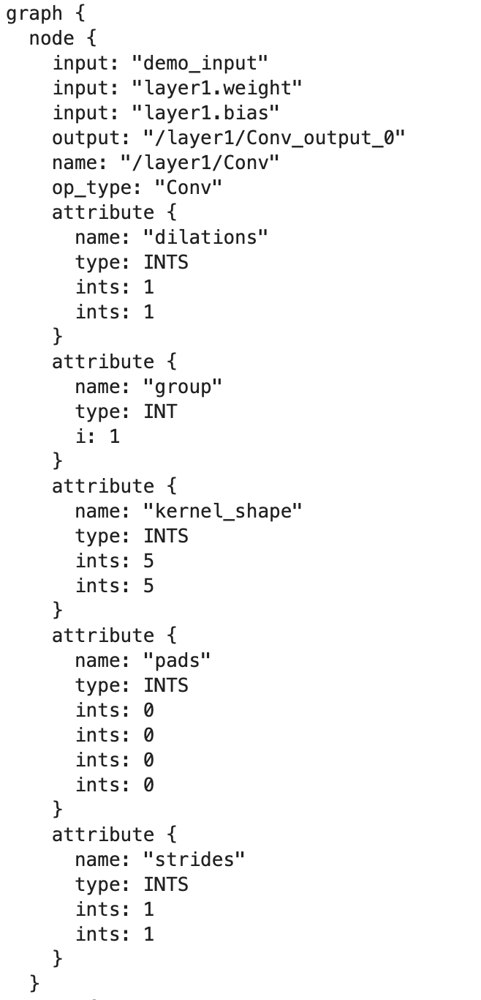 graph {
  node {
    input: "demo_input"
    input: "layer1.weight"
    input: "layer1.bias"
    output: "/layer1/Conv_output_0"
    name: "/layer1/Conv"
    op_type: "Conv"
    attribute {
      name: "dilations"
      type: INTS
      ints: 1
      ints: 1
    }
    attribute {
      name: "group"
      type: INT
      i: 1
    }
    attribute {
      name: "kernel_shape"
      type: INTS
      ints: 5
      ints: 5
    }
    attribute {
      name: "pads"
      type: INTS
      ints: 0
      ints: 0
      ints: 0
      ints: 0
    }
    attribute {
      name: "strides"
      type: INTS
      ints: 1
      ints: 1
    }
  }